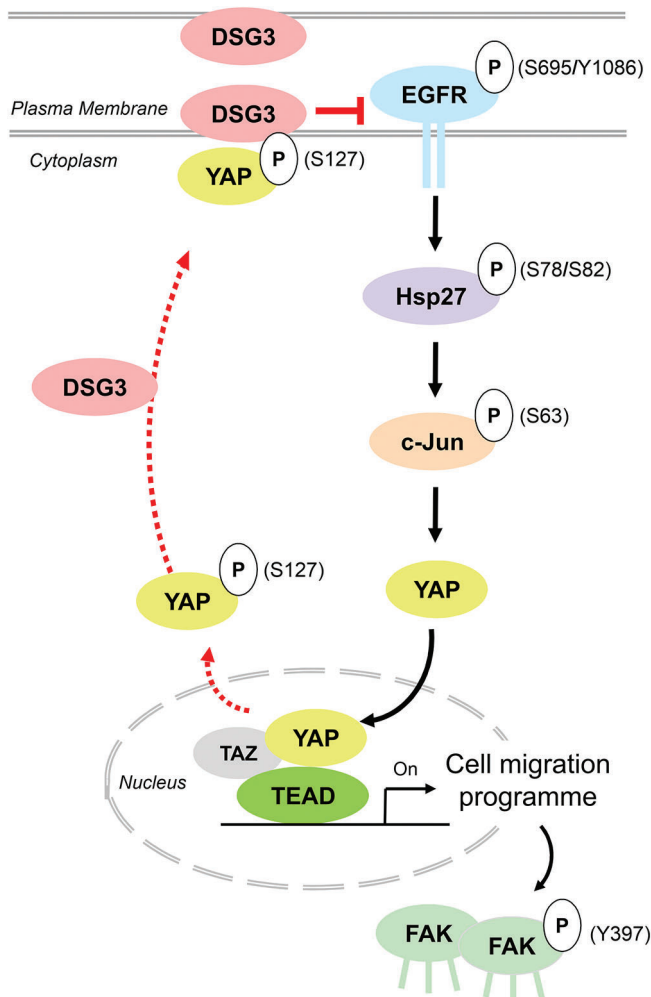 DSG3
P (S695/Y1086)
EGFR
Plasma Membrane
DSG3
Cytoplasm
P (S127)
YAP
P (S78/S82)
Hsp27
DSG3
P (S63)
c-Jun
P (S127)
YAP
YAP
YAP
TAZ
Nucleus
TEAD
On
Cell migration
programme
FAK
FAK
P (Y397)